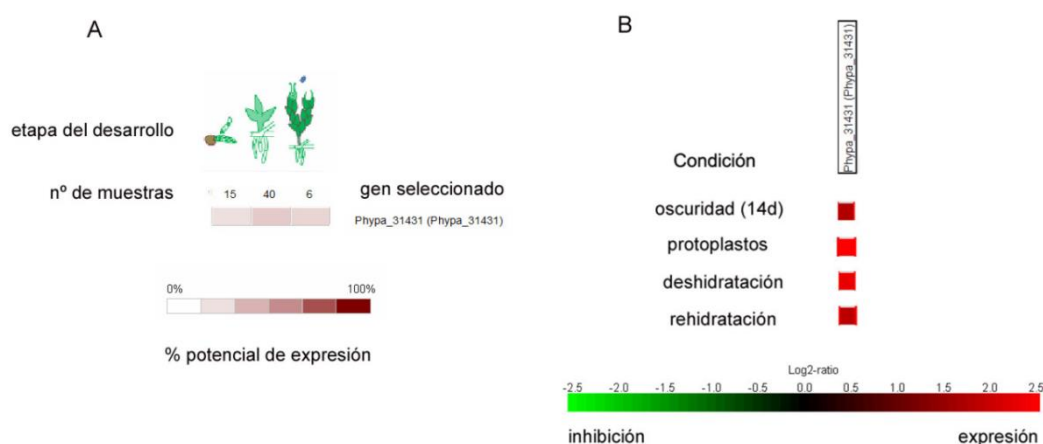 A
etapa del desarrollo
nº de muestras
15 40 6
gen seleccionado
Phypa_31431 (Phypa_31431)
0% 100%
% potencial de expresión
B
Phypa_31431 (Phypa_31431)
Condición
oscuridad (14d)
protoplastos
deshidratación
rehidratación
Log2-ratio
-2.5 -2.0 -1.5 -1.0 -0.5 0.0 0.5 1.0 1.5 2.0 2.5
inhibición expresión